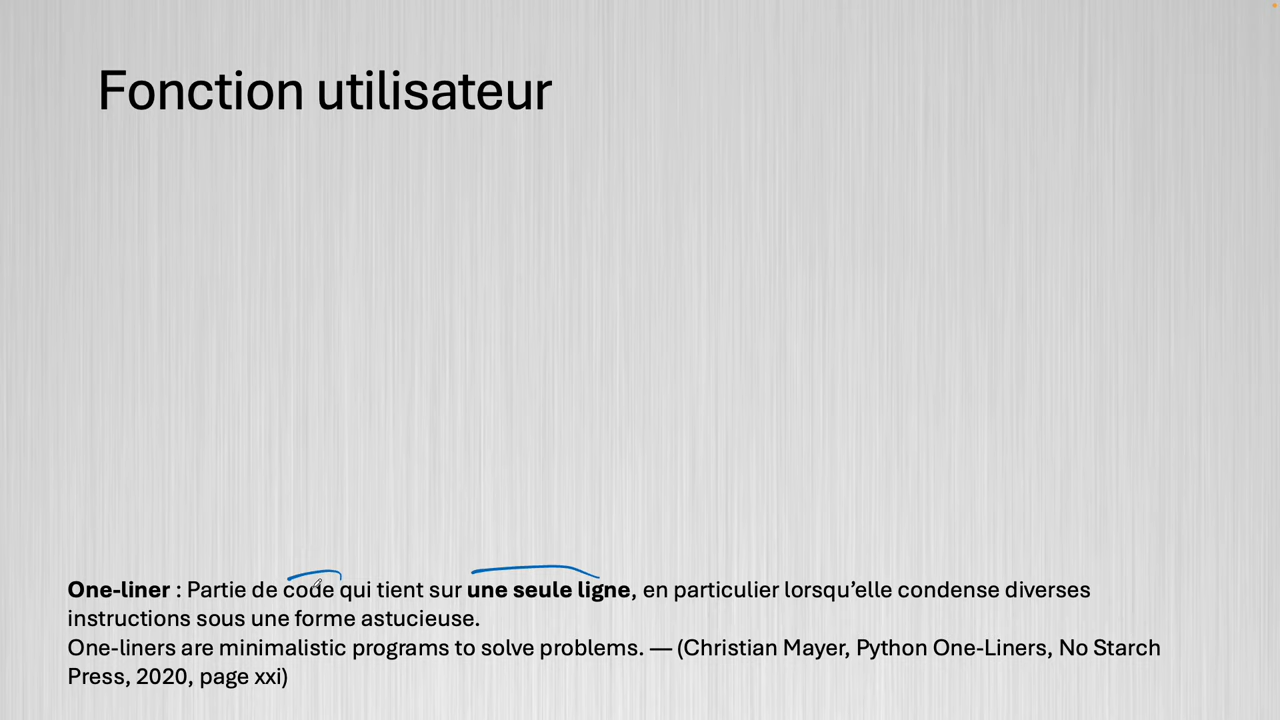 Fonction utilisateur
One-liner : Partie de code qui tient sur une seule ligne, en particulier lorsqu’elle condense diverses
instructions sous une forme astucieuse.
One-liners are minimalistic programs to solve problems. — (Christian Mayer, Python One-Liners, No Starch
Press, 2020, page xxi)